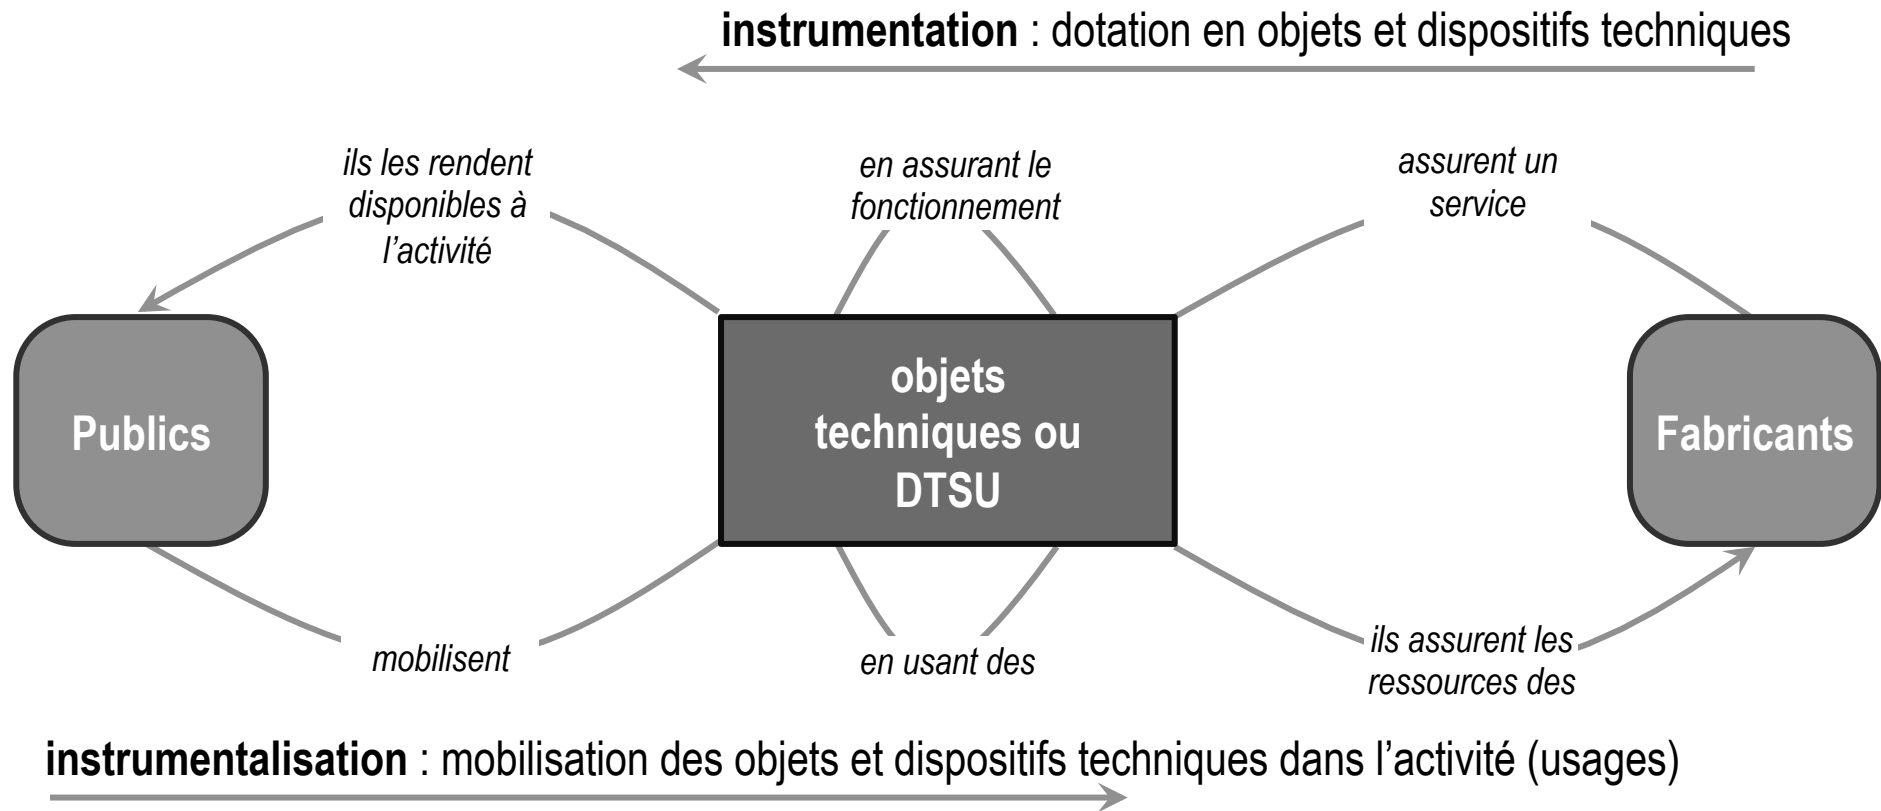 instrumentation : dotation en objets et dispositifs techniques
ils les rendent
disponibles à
l’activité
en assurant le
fonctionnement
assurent un
service
Publics
objets
techniques ou
DTSU
Fabricants
mobilisent
en usant des
ils assurent les
ressources des
instrumentalisation : mobilisation des objets et dispositifs techniques dans l’activité (usages)